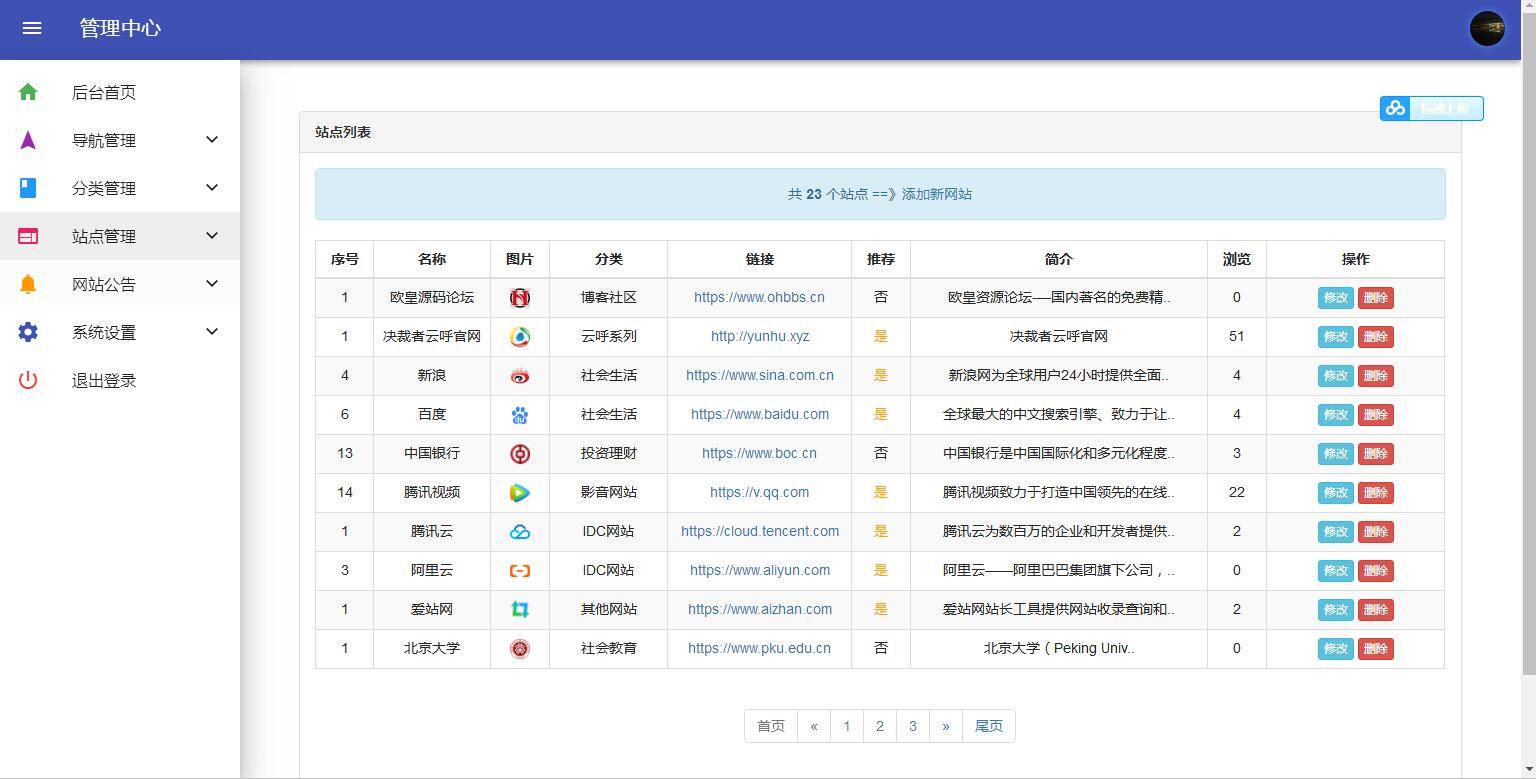 管理中心
后台首页
导航管理
分类管理
站点管理
网站公告
系统设置
退出登录
站点列表
共 23 个站点 ==》添加新网站
序号 名称 图片 分类 链接 推荐 简介 浏览 操作
1 欧皇源码论坛 博客社区 https://www.ohbbs.cn 否 欧皇资源论坛-—国内著名的免费精.. 0 修改 删除
1 决裁者云呼官网 云呼系列 http://yunhu.xyz 是 决裁者云呼官网 51 修改 删除
4 新浪 社会生活 https://www.sina.com.cn 是 新浪网为全球用户24小时提供全面.. 4 修改 删除
6 百度 社会生活 https://www.baidu.com 是 全球最大的中文搜索引擎、致力于让.. 4 修改 删除
13 中国银行 投资理财 https://www.boc.cn 否 中国银行是中国国际化和多元化程度.. 3 修改 删除
14 腾讯视频 影音网站 https://v.qq.com 是 腾讯视频致力于打造中国领先的在线.. 22 修改 删除
1 腾讯云 IDC网站 https://cloud.tencent.com 是 腾讯云为数百万的企业和开发者提供.. 2 修改 删除
3 阿里云 IDC网站 https://www.aliyun.com 是 阿里云——阿里巴巴集团旗下公司，.. 0 修改 删除
1 爱站网 其他网站 https://www.aizhan.com 是 爱站网站长工具提供网站收录查询和.. 2 修改 删除
1 北京大学 社会教育 https://www.pku.edu.cn 否 北京大学（Peking Univ.. 0 修改 删除
首页 « 1 2 3 » 尾页